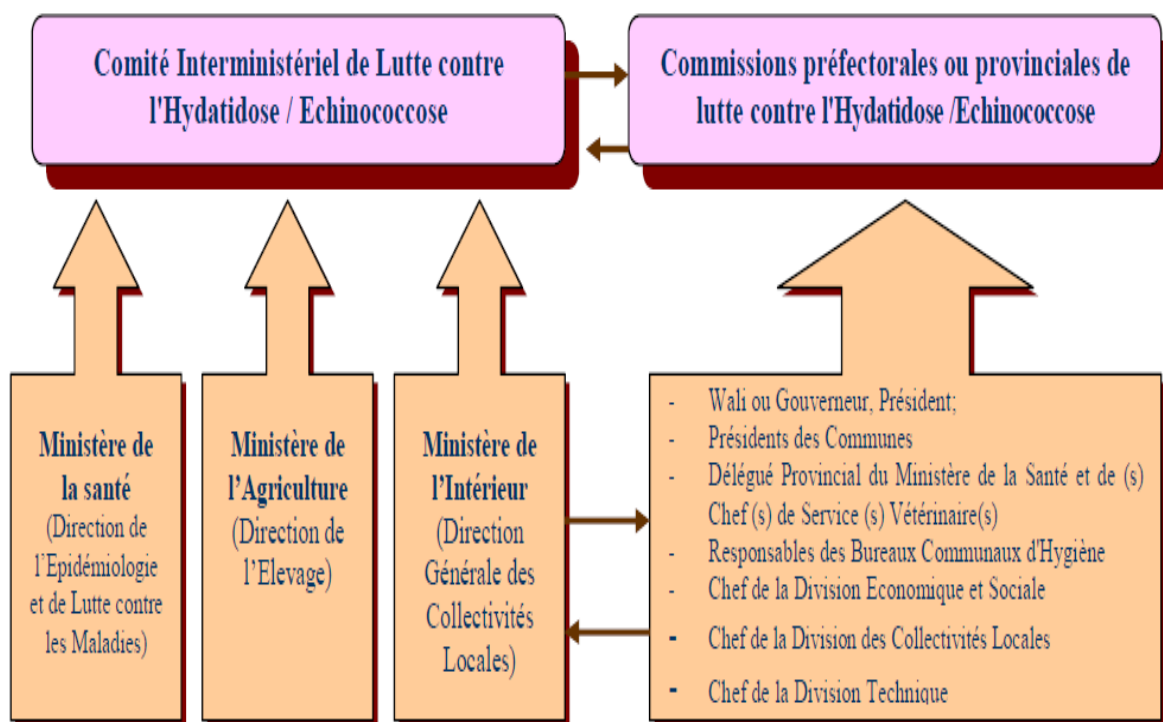 Comité Interministériel de Lutte contre
l'Hydatidose / Echinococcose
Commissions préfectorales ou provinciales de
lutte contre l'Hydatidose /Echinococcose
Ministère de
la santé
(Direction de
l'Epidémiologie
et de Lutte contre
les Maladies)
Ministère de
l'Agriculture
(Direction de
l'Elevage)
Ministère de
l'Intérieur
(Direction
Générale des
Collectivités
Locales)
- Wali ou Gouverneur, Président;
- Présidents des Communes
- Délégué Provincial du Ministère de la Santé et de (s)
Chef (s) de Service (s) Vétérinaire(s)
- Responsables des Bureaux Communaux d'Hygiène
- Chef de la Division Economique et Sociale
- Chef de la Division des Collectivités Locales
- Chef de la Division Technique